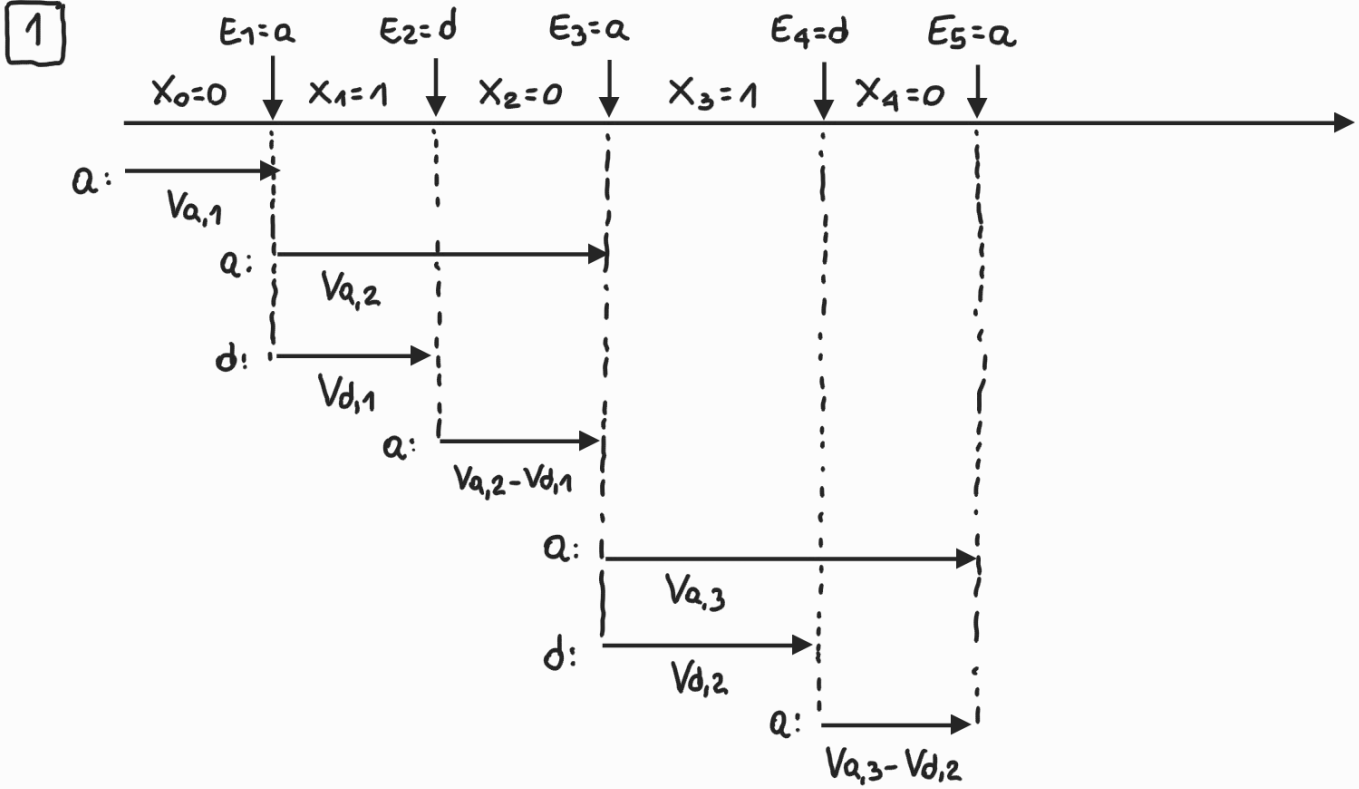 1
E1=a E2=d E3=a E4=d E5=a
X0=0 X1=1 X2=0 X3=1 X4=0
a:
Va,1
a:
Va,2
d:
Vd,1
a:
Va,2-Vd,1
a:
Va,3
d:
Vd,2
a:
Va,3-Vd,2